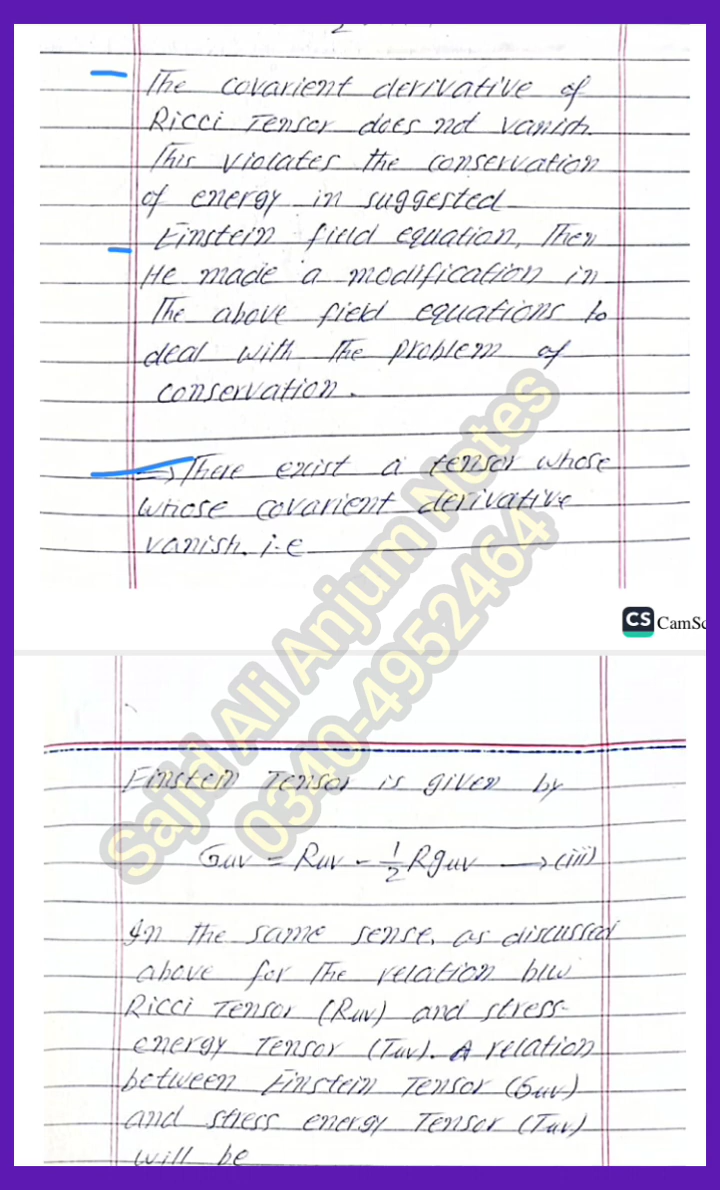 The covarient derivative of
Ricci Tensor does not vanish.
This violates the conservation
of energy in suggested
Einstein field equation, Then
He made a modification in
The above field equations to
deal with The problem of
conservation.
=> There exist a tensor whose
whose covarient derivative
vanish. i.e
CS CamSc
Einstein Tensor is given by
Guv = Ruv - 1/2 Rguv → (iii)
In the same sense, as discussed
above for The relation b/w
Ricci Tensor (Ruv) and stress-
energy Tensor (Tuv). A relation
between Einstein Tensor (Guv)
and stress energy Tensor (Tuv)
will be
Sajid Ali Anjum Notes
0340-4952464